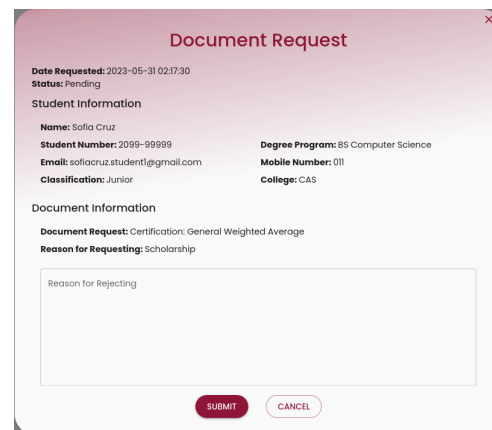 Document Request
Date Requested: 2023-05-31 02:17:30
Status: Pending
Student Information
Name: Sofia Cruz
Student Number: 2099-99999 Degree Program: BS Computer Science
Email: sofiacruz.student1@gmail.com Mobile Number: 011
Classification: Junior College: CAS
Document Information
Document Request: Certification: General Weighted Average
Reason for Requesting: Scholarship
Reason for Rejecting
SUBMIT CANCEL